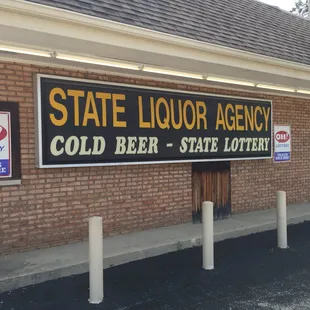 STATE LIQUOR AGENCY
COLD BEER - STATE LOTTERY